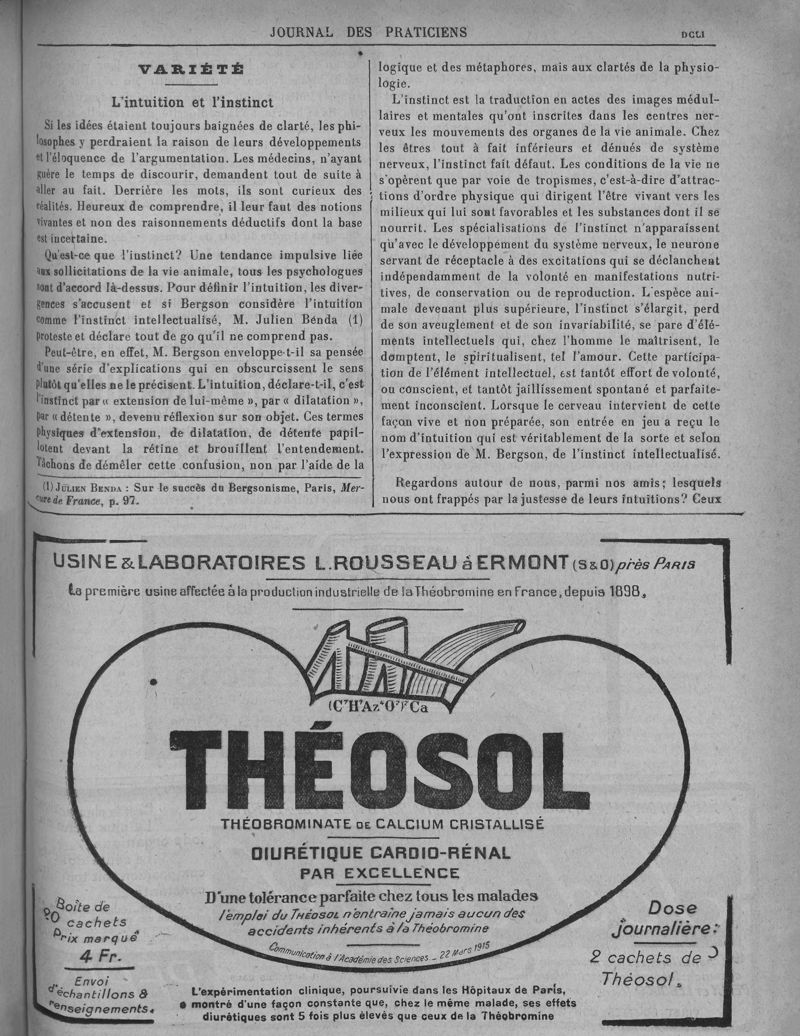 JOURNAL DES PRATICIENS
DCLI
VARIÉTÉ
L'intuition et l'instinct
Si les idées étaient toujours baignées de clarté, les phi-
losophes y perdraient la raison de leurs développements
et l'éloquence de l'argumentation. Les médecins, n'ayant
guère le temps de discourir, demandent tout de suite à
aller au fait. Derrière les mots, ils sont curieux des
réalités. Heureux de comprendre, il leur faut des notions
vivantes et non des raisonnements déductifs dont la base
est incertaine.
Qu'est-ce que l'instinct? Une tendance impulsive liée
aux sollicitations de la vie animale, tous les psychologues
sont d'accord là-dessus. Pour définir l'intuition, les diver-
gences s'accusent et si Bergson considère l'intuition
comme l'instinct intellectualisé, M. Julien Benda (1)
proteste et déclare tout de go qu'il ne comprend pas.
Peut-être, en effet, M. Bergson enveloppe-t-il sa pensée
d'une série d'explications qui en obscurcissent le sens
plutôt qu'elles ne le précisent. L'intuition, déclare-t-il, c'est
l'instinct par « extension de lui-même », par « dilatation »,
par « détente », devenu réflexion sur son objet. Ces termes
physiques d'extension, de dilatation, de détente papil-
lotent devant la rétine et brouillent l'entendement.
Tâchons de démêler cette confusion, non par l'aide de la
(1) JULIEN BENDA : Sur le succès du Bergsonisme, Paris, Mer-
cure de France, p. 97.
logique et des métaphores, mais aux clartés de la physio-
logie.
L'instinct est la traduction en actes des images médul-
laires et mentales qu'ont inscrites dans les centres ner-
veux les mouvements des organes de la vie animale. Chez
les êtres tout à fait inférieurs et dénués de système
nerveux, l'instinct fait défaut. Les conditions de la vie ne
s'opèrent que par voie de tropismes, c'est-à-dire d'attrac-
tions d'ordre physique qui dirigent l'être vivant vers les
milieux qui lui sont favorables et les substances dont il se
nourrit. Les spécialisations de l'instinct n'apparaissent
qu'avec le développement du système nerveux, le neurone
servant de réceptacle à des excitations qui se déclanchent
indépendamment de la volonté en manifestations nutri-
tives, de conservation ou de reproduction. L'espèce ani-
male devenant plus supérieure, l'instinct s'élargit, perd
de son aveuglement et de son invariabilité, se pare d'élé-
ments intellectuels qui, chez l'homme le maîtrisent, le
domptent, le spiritualisent, tel l'amour. Cette participa-
tion de l'élément intellectuel, est tantôt effort de volonté,
ou conscient, et tantôt jaillissement spontané et parfaite-
ment inconscient. Lorsque le cerveau intervient de cette
façon vive et non préparée, son entrée en jeu a reçu le
nom d'intuition qui est véritablement de la sorte et selon
l'expression de M. Bergson, de l'instinct intellectualisé.
Regardons autour de nous, parmi nos amis; lesquels
nous ont frappés par la justesse de leurs intuitions? Ceux
USINE & LABORATOIRES L.ROUSSEAU à ERMONT (S&O) près PARIS
La première usine affectée à la production industrielle de la Théobromine en France, depuis 1898.
(C⁷H⁷Az⁴O²)²Ca
THÉOSOL
THÉOBROMINATE DE CALCIUM CRISTALLISÉ
DIURÉTIQUE CARDIO-RÉNAL
PAR EXCELLENCE
D'une tolérance parfaite chez tous les malades
l'emploi du THÉOSOL n'entraîne jamais aucun des
accidents inhérents à la Théobromine
Communication à l'Académie des Sciences - 22 Mars 1915
Boîte de
20 cachets
Prix marqué
4 Fr.
Envoi
d'échantillons &
renseignements.
L'expérimentation clinique, poursuivie dans les Hôpitaux de Paris,
montré d'une façon constante que, chez le même malade, ses effets
diurétiques sont 5 fois plus élevés que ceux de la Théobromine
Dose
journalière:
2 cachets de
Théosol.